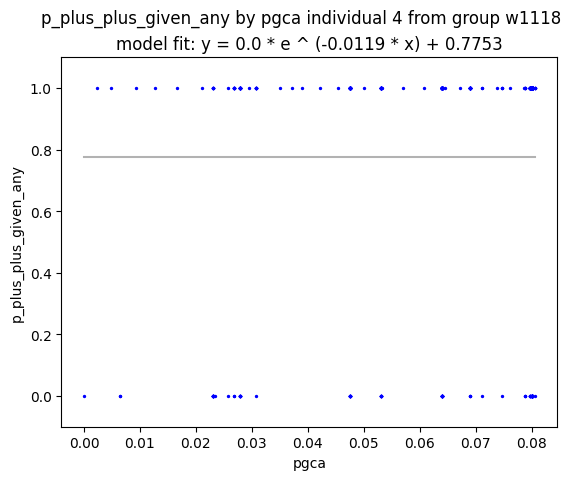 p_plus_plus_given_any by pgca individual 4 from group w1118
model fit: y = 0.0 * e ^ (-0.0119 * x) + 0.7753
1.0
0.8
0.6
0.4
0.2
0.0
p_plus_plus_given_any
0.00 0.01 0.02 0.03 0.04 0.05 0.06 0.07 0.08
pgca